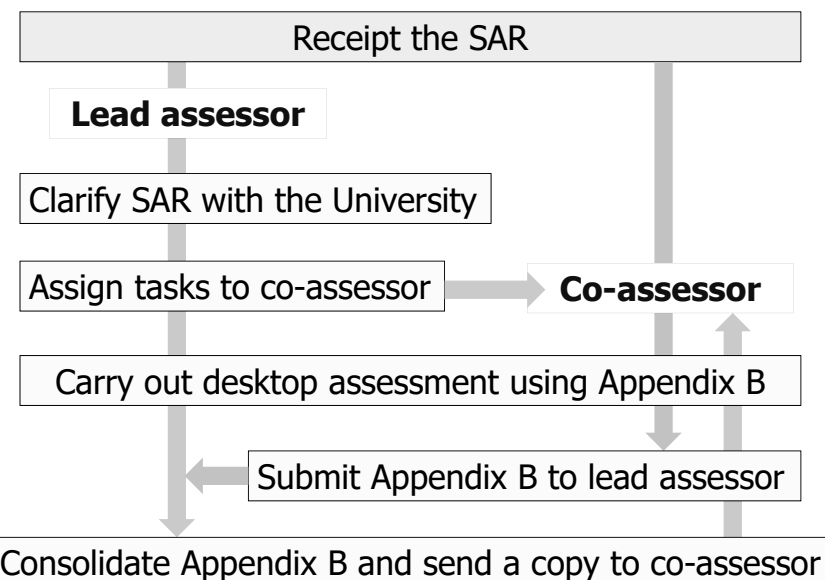 Receipt the SAR
Lead assessor
Clarify SAR with the University
Assign tasks to co-assessor
Co-assessor
Carry out desktop assessment using Appendix B
Submit Appendix B to lead assessor
Consolidate Appendix B and send a copy to co-assessor